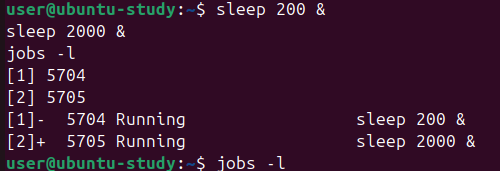 user@ubuntu-study:~$ sleep 200 &
sleep 2000 &
jobs -l
[1] 5704
[2] 5705
[1]-  5704 Running                 sleep 200 &
[2]+  5705 Running                 sleep 2000 &
user@ubuntu-study:~$ jobs -l